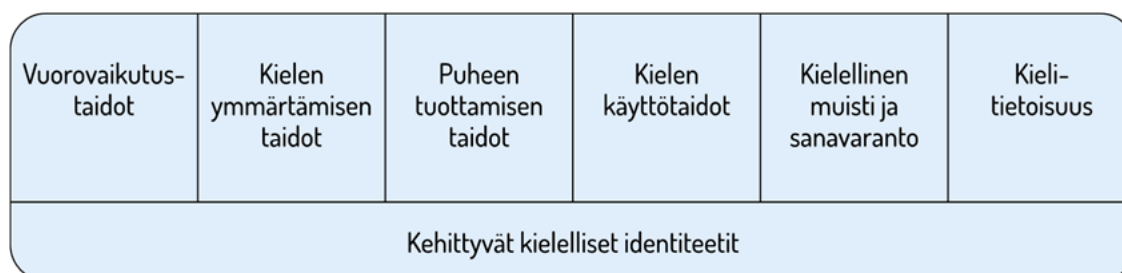 Vuorovaikutus-
taidot
Kielen
ymmärtämisen
taidot
Puheen
tuottamisen
taidot
Kielen
käyttötaidot
Kielellinen
muisti ja
sanavaranto
Kieli-
tietoisuus
Kehittyvät kielelliset identiteetit